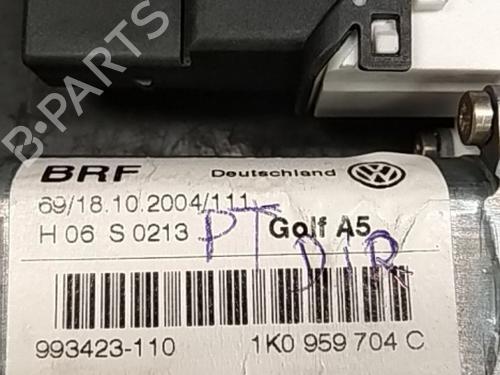 B-PARTS
BRF Deutschland
69/18.10.2004/111
H 06 S 0213 PT Golf A5
DIR
993423-110 1K0 959 704 C